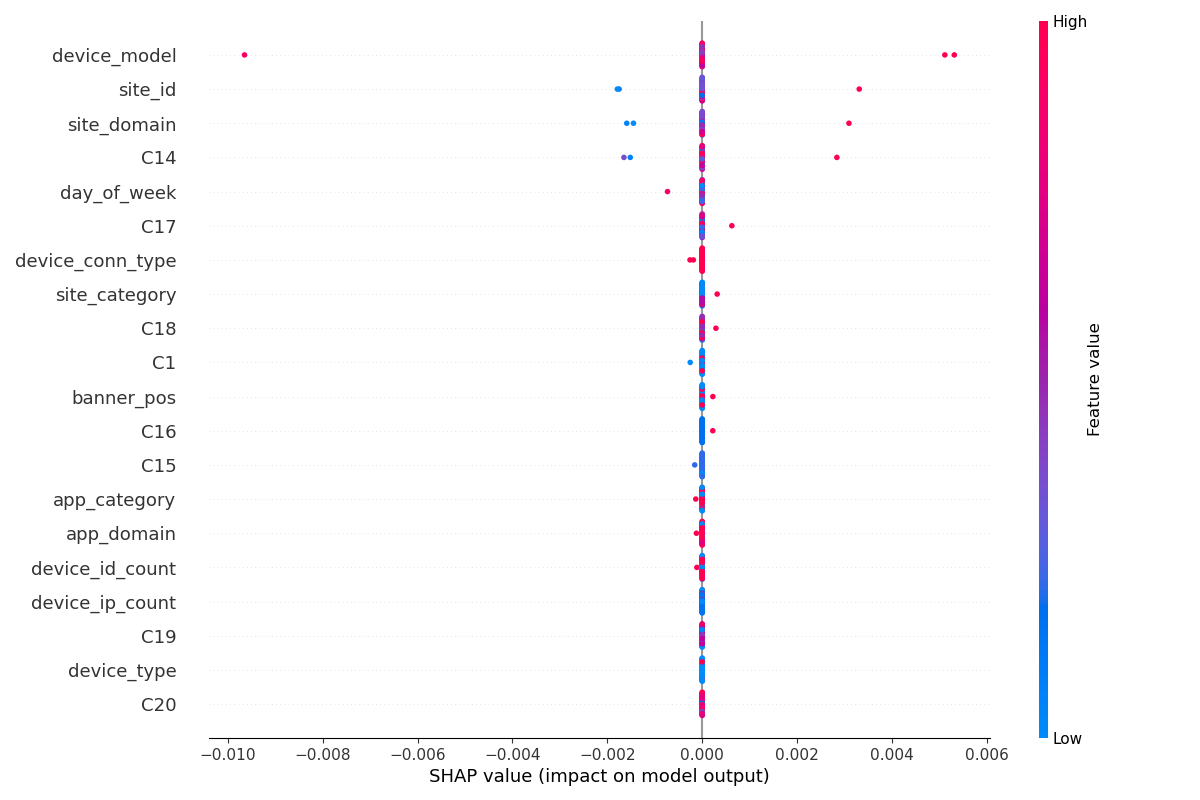 High
device_model
site_id
site_domain
C14
day_of_week
C17
device_conn_type
site_category
C18
C1
banner_pos
C16
C15
app_category
app_domain
device_id_count
device_ip_count
C19
device_type
C20
Feature value
Low
−0.010 −0.008 −0.006 −0.004 −0.002 0.000 0.002 0.004 0.006
SHAP value (impact on model output)